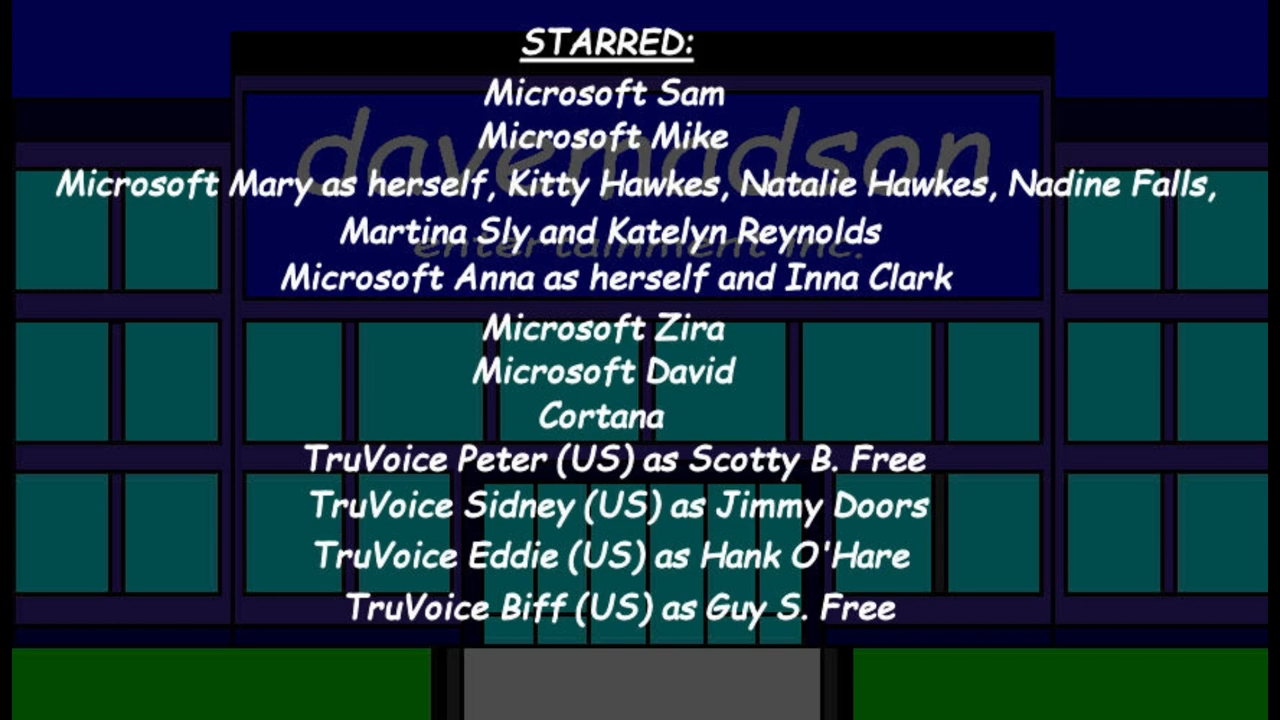 STARRED:
Microsoft Sam
Microsoft Mike
Microsoft Mary as herself, Kitty Hawkes, Natalie Hawkes, Nadine Falls,
Martina Sly and Katelyn Reynolds
Microsoft Anna as herself and Inna Clark
Microsoft Zira
Microsoft David
Cortana
TruVoice Peter (US) as Scotty B. Free
TruVoice Sidney (US) as Jimmy Doors
TruVoice Eddie (US) as Hank O'Hare
TruVoice Biff (US) as Guy S. Free
davemadson
entertainment inc.